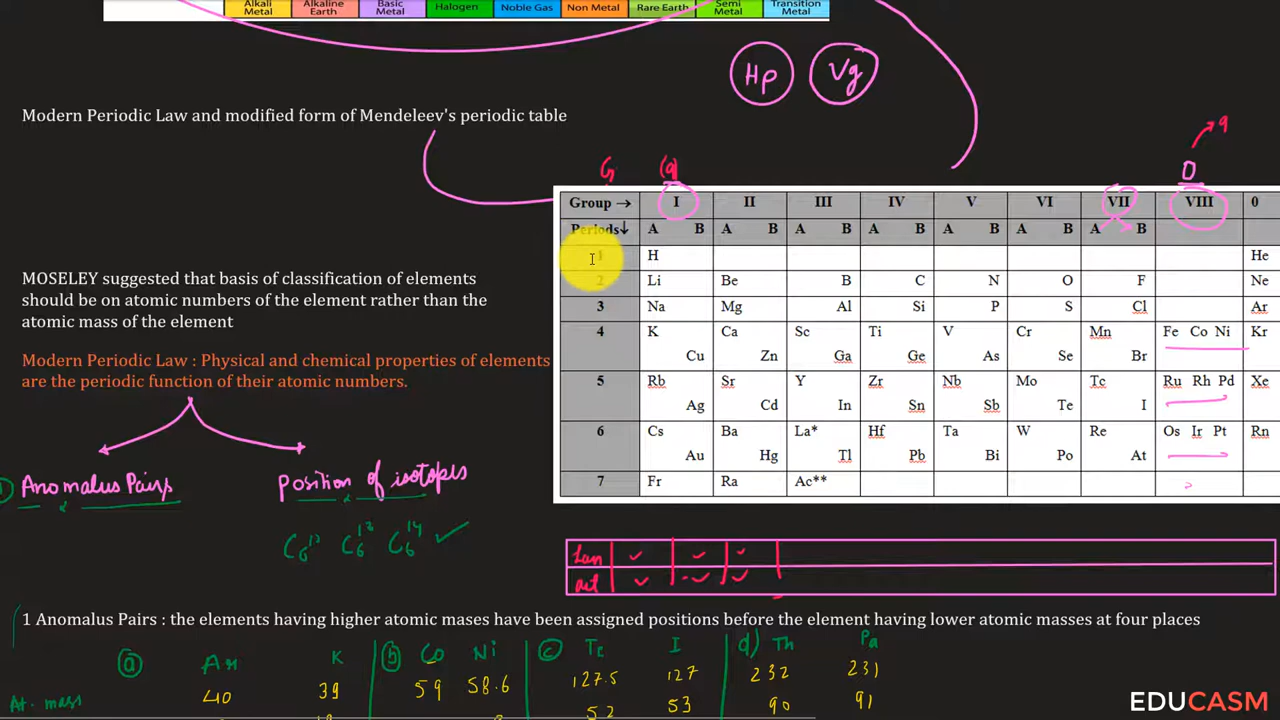 Alkali Metal Alkaline Earth Basic Metal Halogen Noble Gas Non Metal Rare Earth Semi Metal Transition Metal
Hp Vg
Modern Periodic Law and modified form of Mendeleev's periodic table
9
G (9) 0
Group → I II III IV V VI VII VIII 0
Periods↓ A B A B A B A B A B A B A B
1 H He
2 Li Be B C N O F Ne
3 Na Mg Al Si P S Cl Ar
4 K Ca Sc Ti V Cr Mn Fe Co Ni Kr
Cu Zn Ga Ge As Se Br
5 Rb Sr Y Zr Nb Mo Tc Ru Rh Pd Xe
Ag Cd In Sn Sb Te I
6 Cs Ba La* Hf Ta W Re Os Ir Pt Rn
Au Hg Tl Pb Bi Po At
7 Fr Ra Ac**
MOSELEY suggested that basis of classification of elements
should be on atomic numbers of the element rather than the
atomic mass of the element
Modern Periodic Law : Physical and chemical properties of elements
are the periodic function of their atomic numbers.
Anomalus Pairs Position of isotopes
Lan
Act
1 Anomalus Pairs : the elements having higher atomic mases have been assigned positions before the element having lower atomic masses at four places
a Ar K b Co Ni c Te I d) Th Pa
At. mass 40 39 59 58.6 127.5 127 232 231
52 53 90 91
EDUCASM